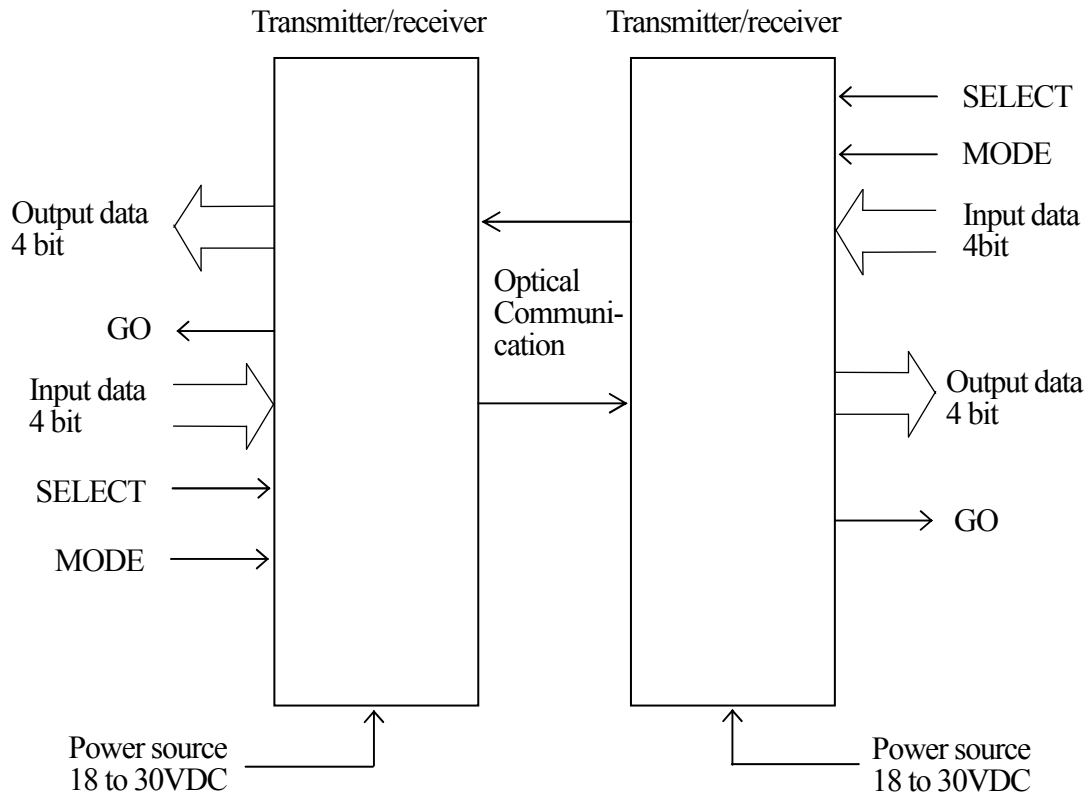 Transmitter/receiver
Transmitter/receiver
SELECT
MODE
Output data
4 bit
Input data
4bit
Optical
Communi-
cation
GO
Input data
4 bit
Output data
4 bit
SELECT
GO
MODE
Power source
18 to 30VDC
Power source
18 to 30VDC